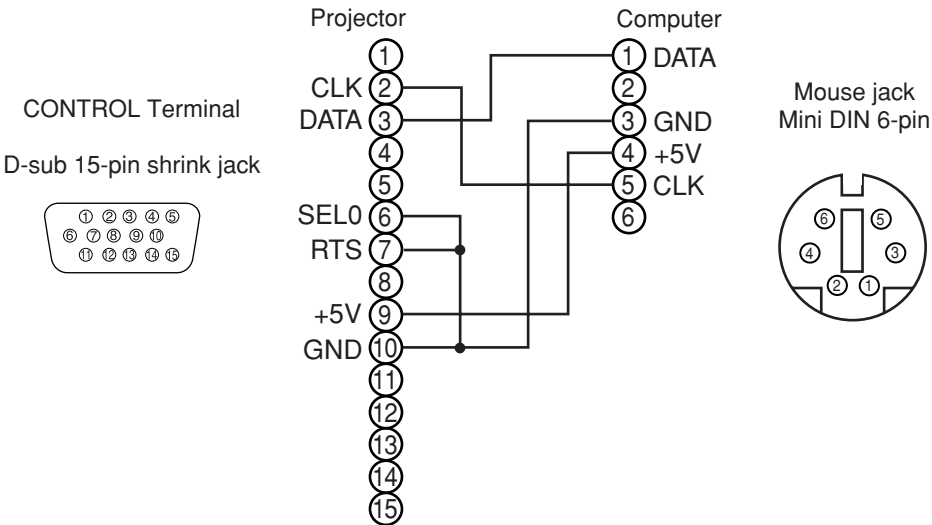 Projector
Computer
CONTROL Terminal
D-sub 15-pin shrink jack
1 2 3 4 5
6 7 8 9 10
11 12 13 14 15
1
CLK 2
DATA 3
4
5
SEL0 6
RTS 7
8
+5V 9
GND 10
11
12
13
14
15
1 DATA
2
3 GND
4 +5V
5 CLK
6
Mouse jack
Mini DIN 6-pin
6 5
4 3
2 1